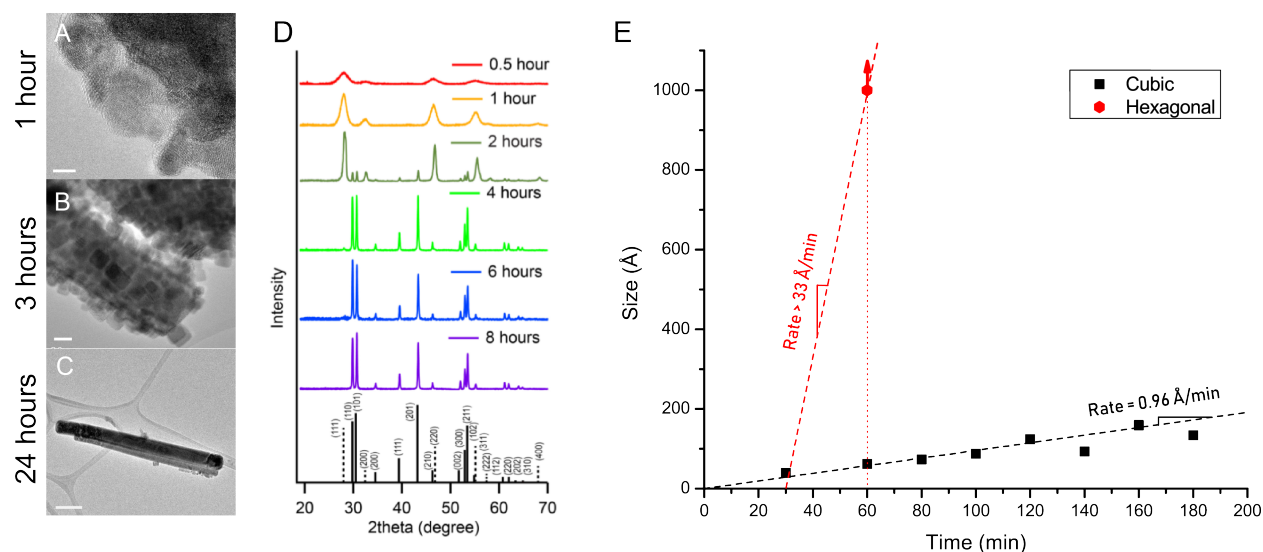 A
1 hour
B
3 hours
C
24 hours
D
0.5 hour
1 hour
2 hours
4 hours
6 hours
8 hours
Intensity
(111)
(110)
(101)
(200)
(200)
(111)
(201)
(210)
(220)
(002)
(300)
(211)
(102)
(311)
(222)
(112)
(220)
(202)
(310)
(400)
20 30 40 50 60 70
2theta (degree)
E
Cubic
Hexagonal
Rate > 33 Å/min
Rate = 0.96 Å/min
Size (Å)
1000
800
600
400
200
0
0 20 40 60 80 100 120 140 160 180 200
Time (min)